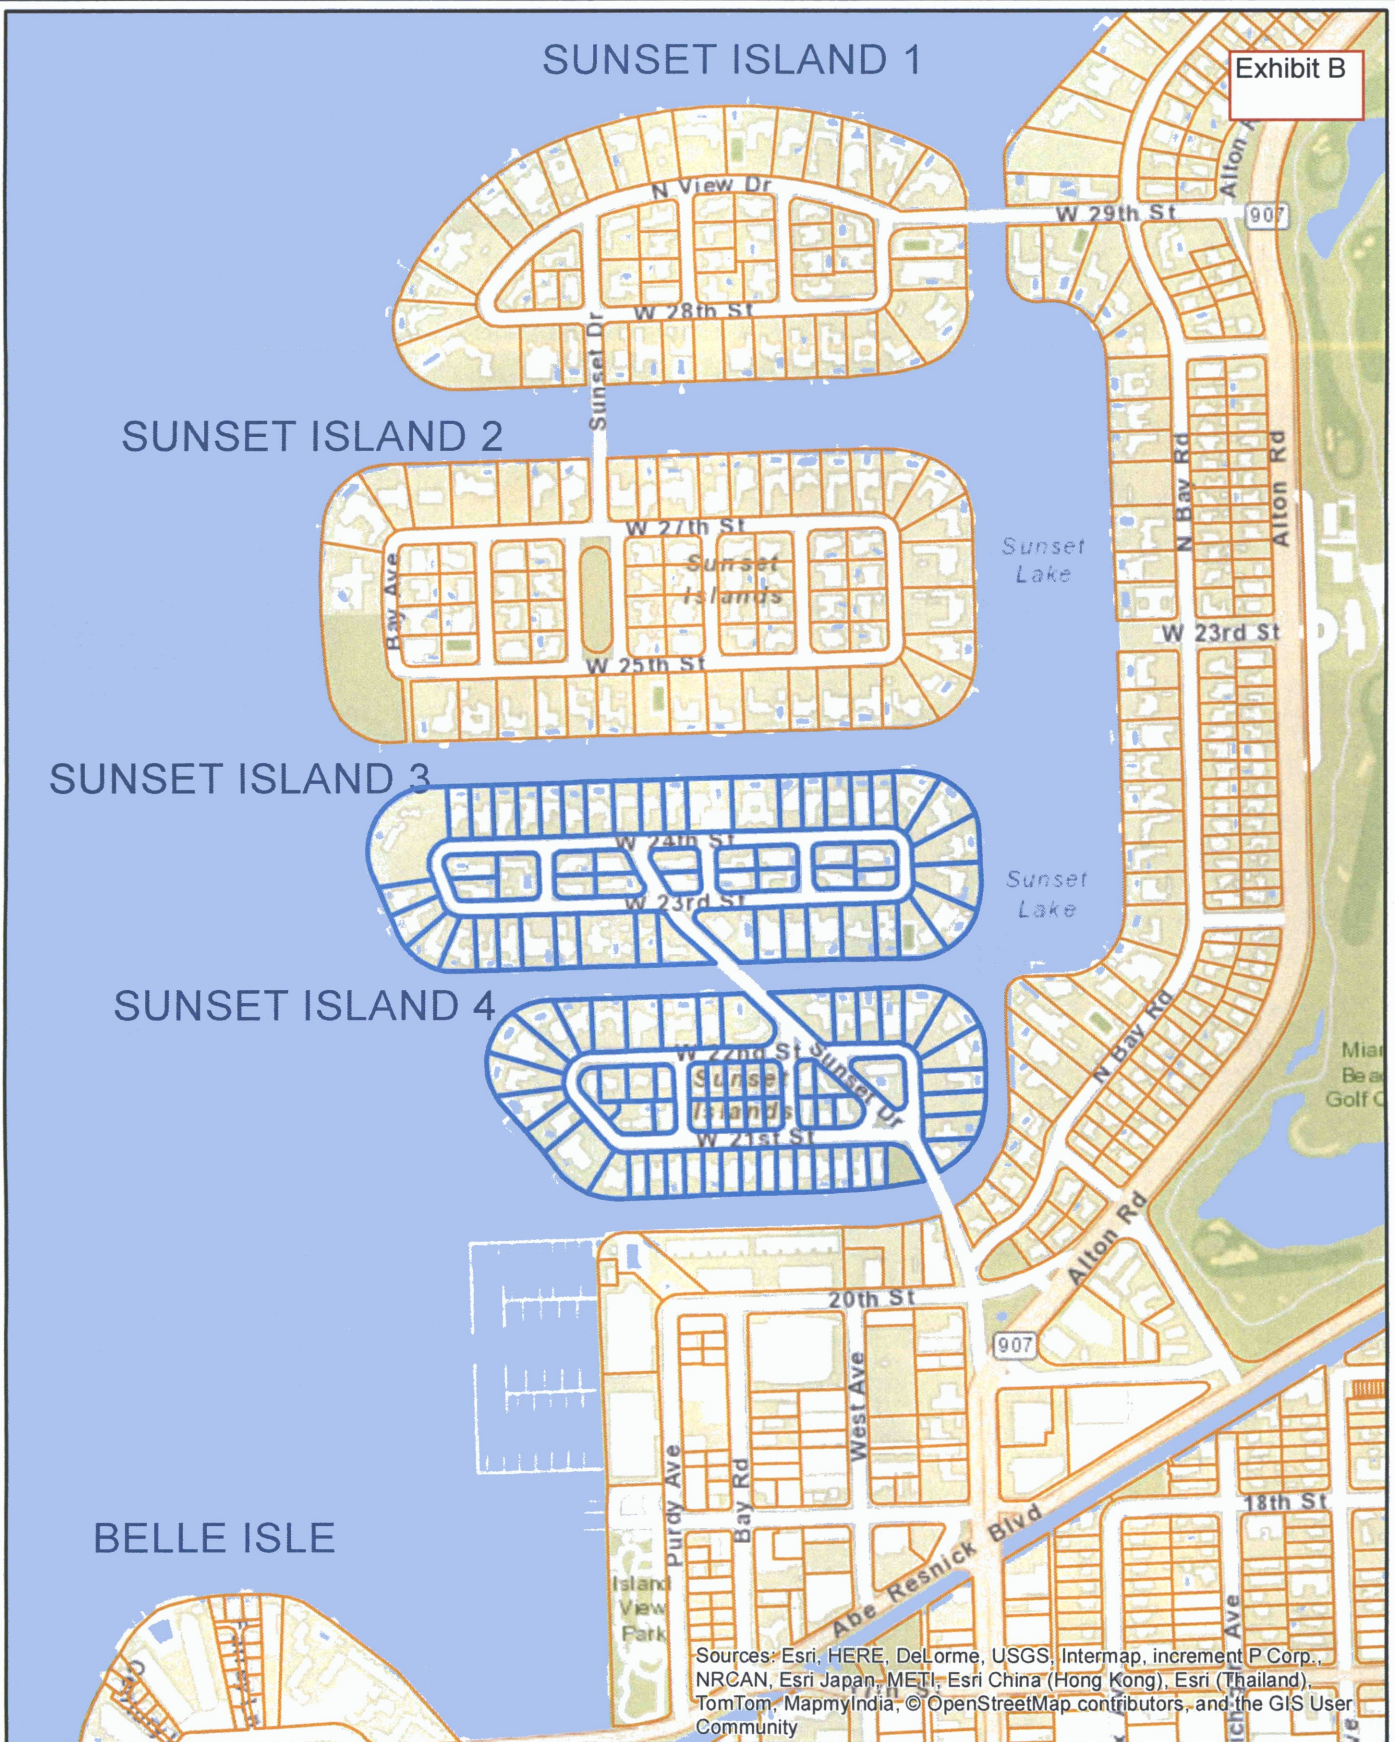 SUNSET ISLAND 1
Exhibit B
Alton
N View Dr
W 29th St
907
W 28th St
Sunset Dr
SUNSET ISLAND 2
W 27th St
N Bay Rd
Alton Rd
Sunset
Islands
Sunset
Lake
Bay Ave
W 23rd St
W 25th St
SUNSET ISLAND 3
W 24th St
W 23rd St
Sunset
Lake
SUNSET ISLAND 4
N Bay Rd
W 22nd St
Sunset Dr
Sunset
Islands
W 21st St
Miar
Bea
Golf C
Alton Rd
20th St
907
West Ave
Purdy Ave
Bay Rd
18th St
BELLE ISLE
Abe Resnick Blvd
Island
View
Park
Sources: Esri, HERE, DeLorme, USGS, Intermap, increment P Corp.,
NRCAN, Esri Japan, METI, Esri China (Hong Kong), Esri (Thailand),
TomTom, MapmyIndia, © OpenStreetMap contributors, and the GIS User
Community